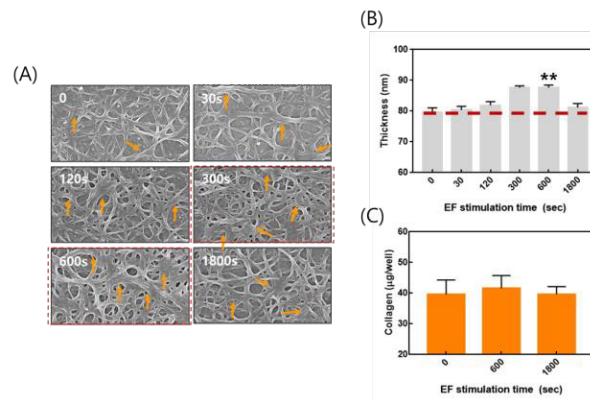 (A)
0
30s
120s
300s
600s
1800s
(B)
Thickness (nm)
100
90
80
70
60
**
0
30
120
300
600
1800
EF stimulation time (sec)
(C)
Collagen (μg/well)
60
50
40
30
20
0
600
1800
EF stimulation time (sec)